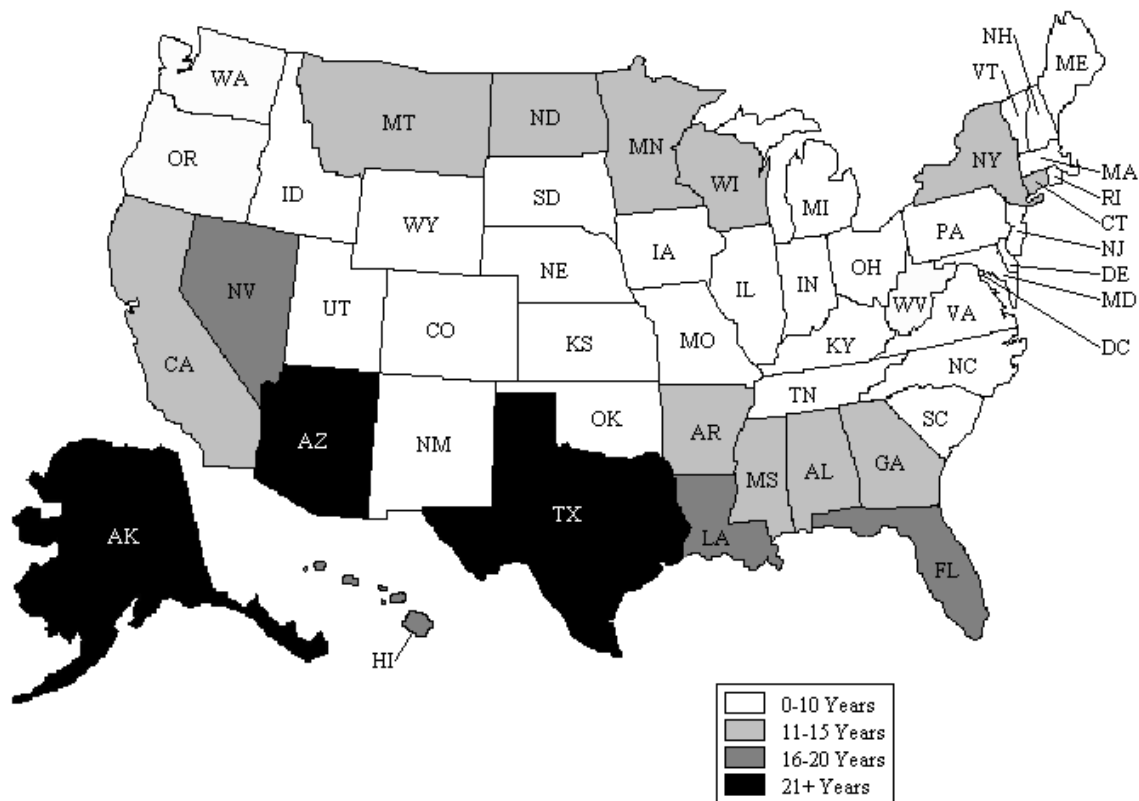 NH
ME
VT
WA
MT
ND
MN
NY
MA
RI
CT
NJ
DE
MD
DC
OR
ID
WY
SD
WI
MI
IA
PA
NE
IL
IN
OH
NV
UT
CO
KS
MO
WV
VA
KY
CA
NC
TN
AZ
NM
OK
AR
SC
MS
AL
GA
AK
TX
LA
FL
HI
0-10 Years
11-15 Years
16-20 Years
21+ Years